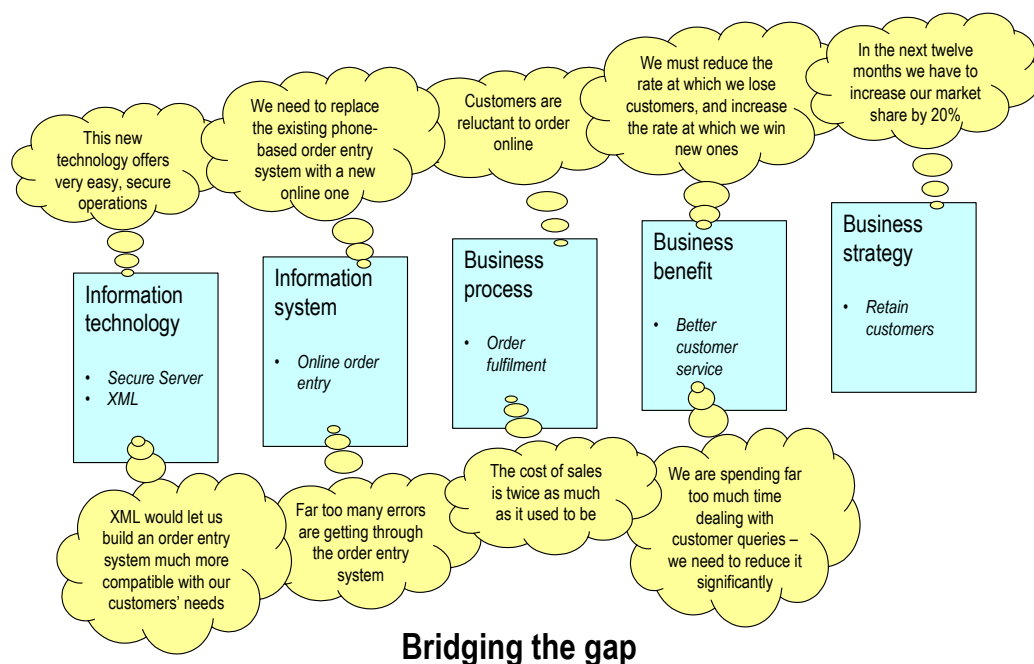 This new
technology offers
very easy, secure
operations
We need to replace
the existing phone-
based order entry
system with a new
online one
Customers are
reluctant to order
online
We must reduce the
rate at which we lose
customers, and increase
the rate at which we win
new ones
In the next twelve
months we have to
increase our market
share by 20%
Information
technology
• Secure Server
• XML
Information
system
• Online order
entry
Business
process
• Order
fulfilment
Business
benefit
• Better
customer
service
Business
strategy
• Retain
customers
XML would let us
build an order entry
system much more
compatible with our
customers’ needs
Far too many errors
are getting through
the order entry
system
The cost of sales
is twice as much
as it used to be
We are spending far
too much time
dealing with
customer queries –
we need to reduce it
significantly
Bridging the gap